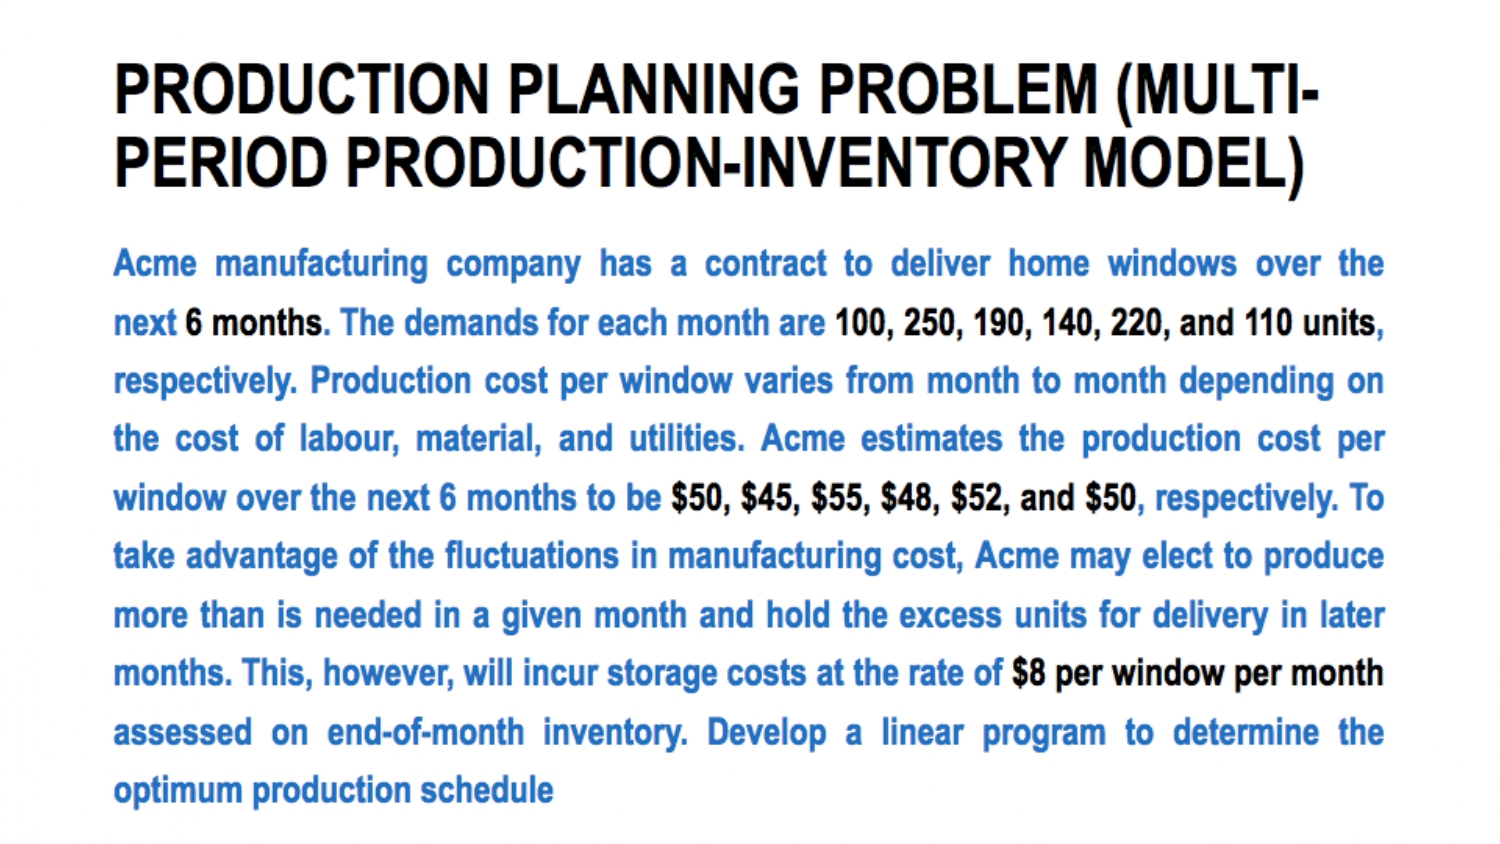 PRODUCTION PLANNING PROBLEM (MULTI-
PERIOD PRODUCTION-INVENTORY MODEL)
Acme manufacturing company has a contract to deliver home windows over the
next 6 months. The demands for each month are 100, 250, 190, 140, 220, and 110 units,
respectively. Production cost per window varies from month to month depending on
the cost of labour, material, and utilities. Acme estimates the production cost per
window over the next 6 months to be $50, $45, $55, $48, $52, and $50, respectively. To
take advantage of the fluctuations in manufacturing cost, Acme may elect to produce
more than is needed in a given month and hold the excess units for delivery in later
months. This, however, will incur storage costs at the rate of $8 per window per month
assessed on end-of-month inventory. Develop a linear program to determine the
optimum production schedule